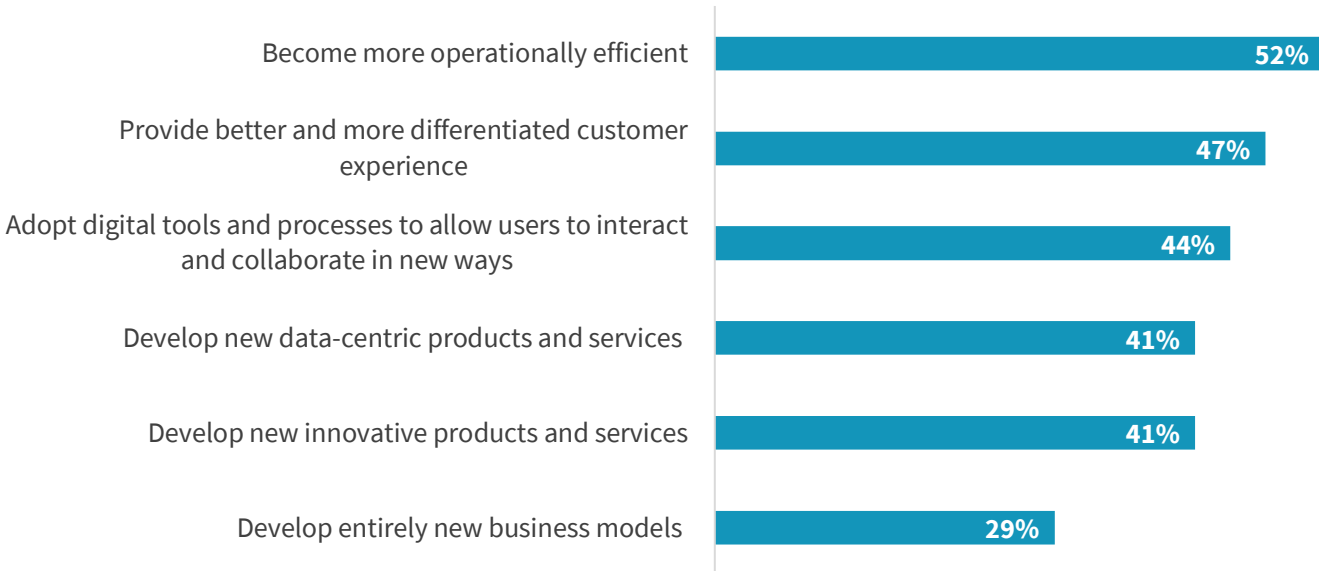 Become more operationally efficient
52%
Provide better and more differentiated customer
experience
47%
Adopt digital tools and processes to allow users to interact
and collaborate in new ways
44%
Develop new data-centric products and services
41%
Develop new innovative products and services
41%
Develop entirely new business models
29%